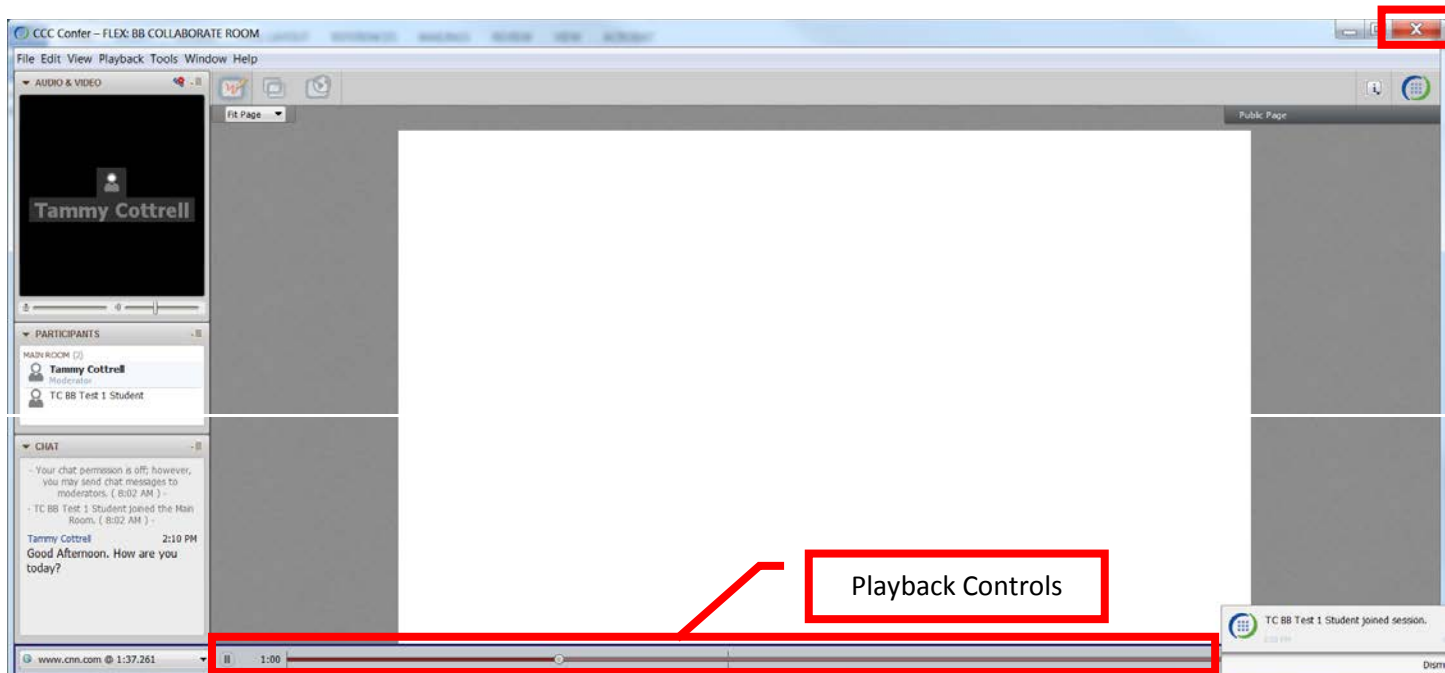 CCC Confer – FLEX: BB COLLABORATE ROOM
File Edit View Playback Tools Window Help
AUDIO & VIDEO
Fit Page
Public Page
Tammy Cottrell
PARTICIPANTS
MAIN ROOM (2)
Tammy Cottrell
Moderator
TC BB Test 1 Student
CHAT
- Your chat permission is off; however,
you may send chat messages to
moderators. ( 8:02 AM ) -
- TC BB Test 1 Student joined the Main
Room. ( 8:02 AM ) -
Tammy Cottrell 2:10 PM
Good Afternoon. How are you
today?
Playback Controls
TC BB Test 1 Student joined session.
www.cnn.com @ 1:37.261
1:00
Dism